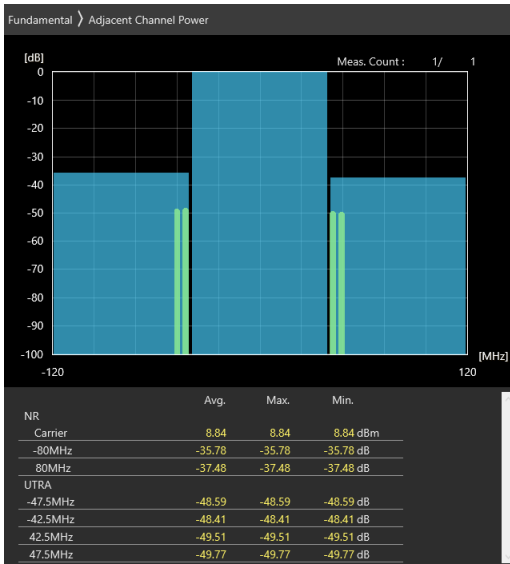 Fundamental 〉 Adjacent Channel Power
[dB]
Meas. Count : 1/ 1
0
-10
-20
-30
-40
-50
-60
-70
-80
-90
-100
[MHz]
-120 120
Avg. Max. Min.
NR
Carrier 8.84 8.84 8.84 dBm
-80MHz -35.78 -35.78 -35.78 dB
80MHz -37.48 -37.48 -37.48 dB
UTRA
-47.5MHz -48.59 -48.59 -48.59 dB
-42.5MHz -48.41 -48.41 -48.41 dB
42.5MHz -49.51 -49.51 -49.51 dB
47.5MHz -49.77 -49.77 -49.77 dB